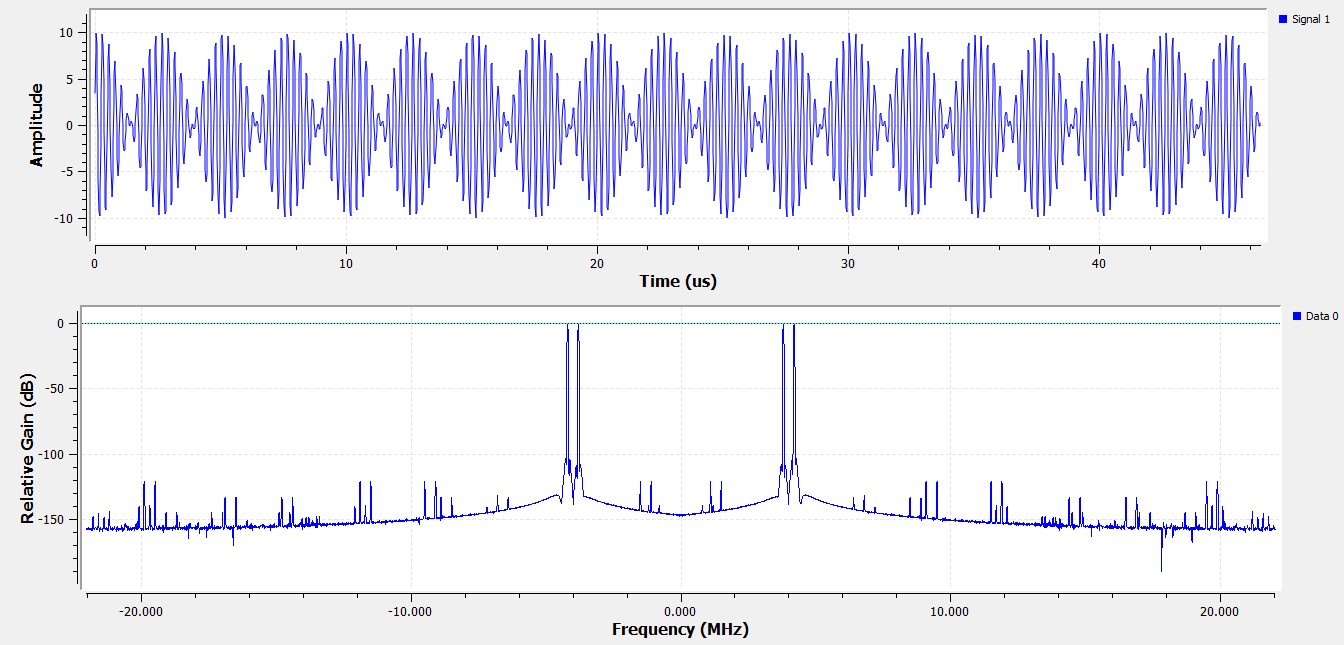 Signal 1
10
5
0
-5
-10
Amplitude
0 10 20 30 40
Time (us)
Data 0
0
-50
-100
-150
Relative Gain (dB)
-20.000 -10.000 0.000 10.000 20.000
Frequency (MHz)